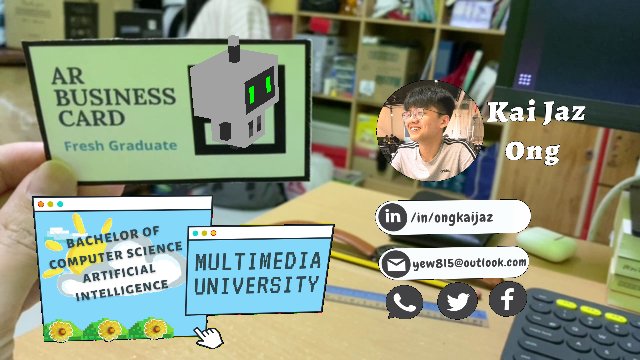 AR
BUSINESS
CARD
Fresh Graduate
Kai Jaz
Ong
in /in/ongkaijaz
yew815@outlook.com
BACHELOR OF
COMPUTER SCIENCE
ARTIFICIAL
INTELLIGENCE
MULTIMEDIA
UNIVERSITY